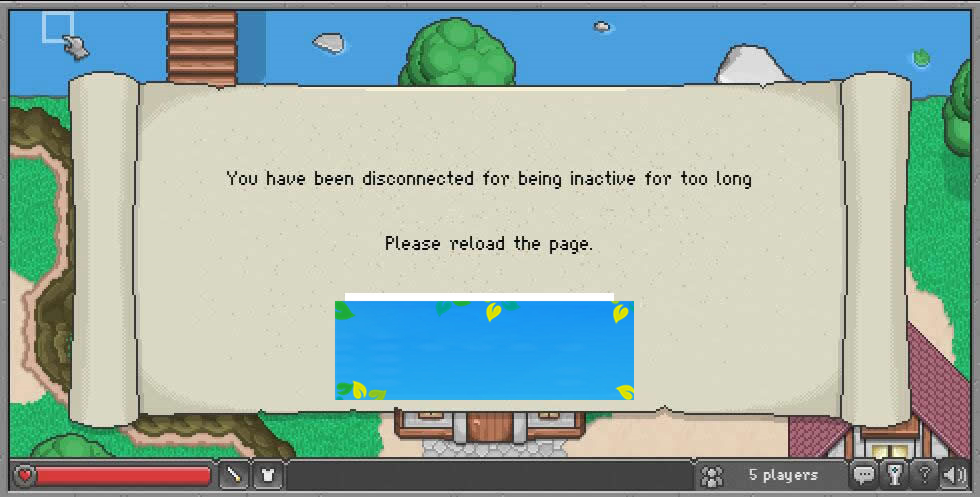 You have been disconnected for being inactive for too long
Please reload the page.
5 players
?